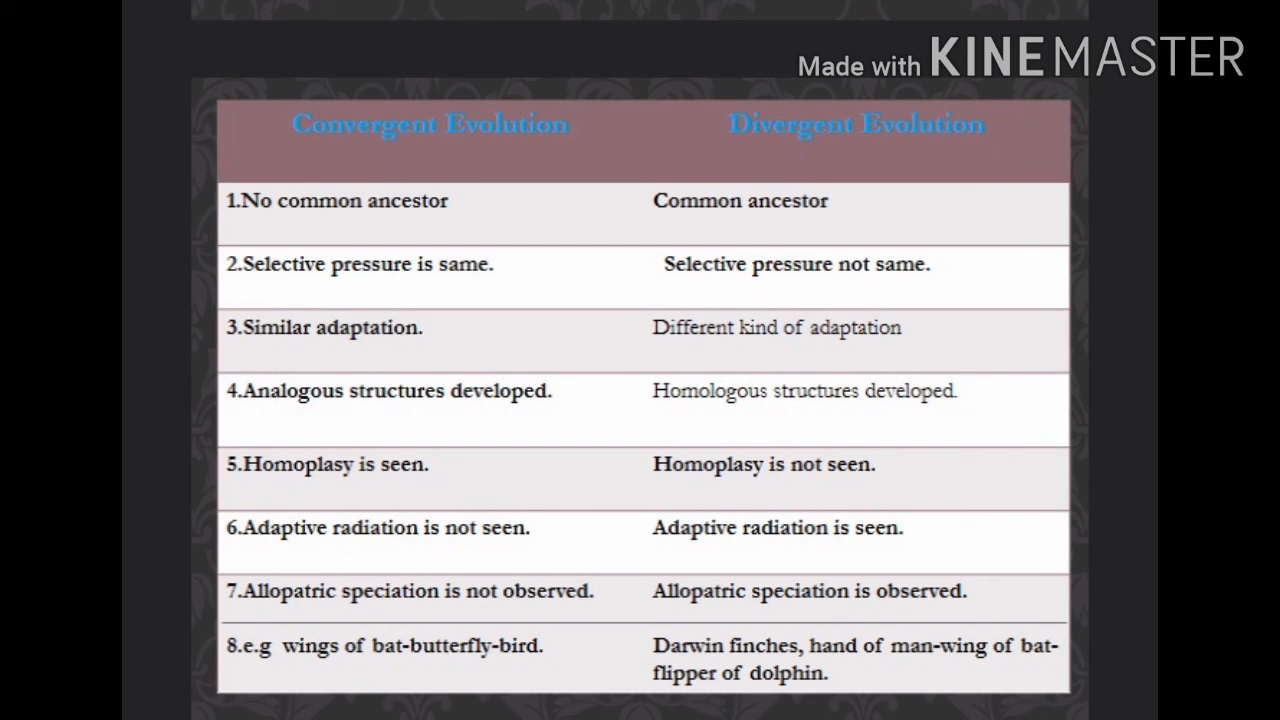 Made with KINEMASTER
Convergent Evolution Divergent Evolution
1.No common ancestor Common ancestor
2.Selective pressure is same. Selective pressure not same.
3.Similar adaptation. Different kind of adaptation
4.Analogous structures developed. Homologous structures developed.
5.Homoplasy is seen. Homoplasy is not seen.
6.Adaptive radiation is not seen. Adaptive radiation is seen.
7.Allopatric speciation is not observed. Allopatric speciation is observed.
8.e.g wings of bat-butterfly-bird. Darwin finches, hand of man-wing of bat-
flipper of dolphin.